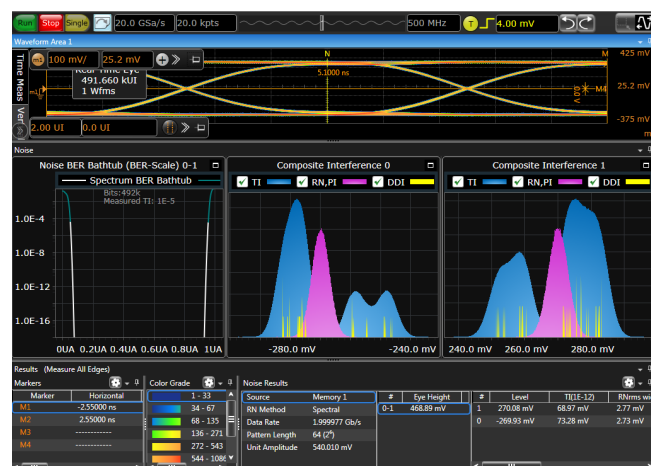 Run Stop Single 20.0 GSa/s 20.0 kpts 500 MHz T 4.00 mV
Waveform Area 1
Time Meas
m1 100 mV/ 25.2 mV
N
M
425 mV
Real Time Eye
5.1000 ns
491.660 kUI
1 Wfms
m1
0.0 V
M4
25.2 mV
2.00 UI 0.0 UI
-375 mV
Noise
Noise BER Bathtub (BER-Scale) 0-1
Spectrum BER Bathtub
Bits:492k
Measured TI: 1E-5
1.0E-4
1.0E-8
1.0E-12
1.0E-16
0UA 0.2UA 0.4UA 0.6UA 0.8UA 1UA
Composite Interference 0
TI RN,PI DDI
-280.0 mV -240.0 mV
Composite Interference 1
TI RN,PI DDI
240.0 mV 260.0 mV 280.0 mV
Results (Measure All Edges)
Markers
Marker Horizontal
M1 -2.55000 ns
M2 2.55000 ns
M3 ------------
M4 ------------
Color Grade
1 - 33
34 - 67
68 - 135
136 - 271
272 - 543
544 - 1086
Noise Results
Source Memory 1
RN Method Spectral
Data Rate 1.999977 Gb/s
Pattern Length 64 (2⁶)
Unit Amplitude 540.010 mV
# Eye Height
0-1 468.89 mV
# Level TI(1E-12) RNrms
1 270.08 mV 68.97 mV 2.77 mV
0 -269.93 mV 73.28 mV 2.73 mV